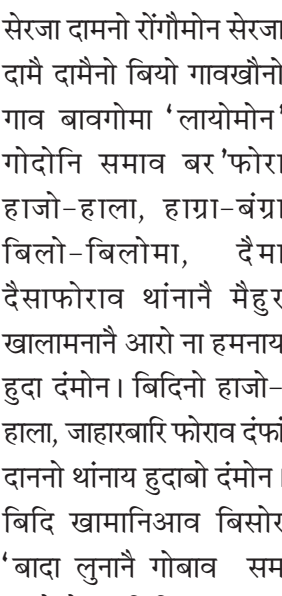 सेरजा दामनो रोंगौमोन सेरजा
दामै दामैनो बियो गावखौनो
गाव बावगोमा ‘लायोमोन’
गोदोनि समाव बर’फोरा
हाजो-हाला, हाग्रा-बंग्रा
बिलो-बिलोमा, दैमा
दैसाफोराव थांनानै मैहुर
खालामनानै आरो ना हमनाय
हुदा दंमोन। बिदिनो हाजो-
हाला, जाहारबारि फोराव दंफां
दाननो थांनाय हुदाबो दंमोन।
बिदि खामानिआव बिसोर
‘बादा लुनानै गोबाव सम